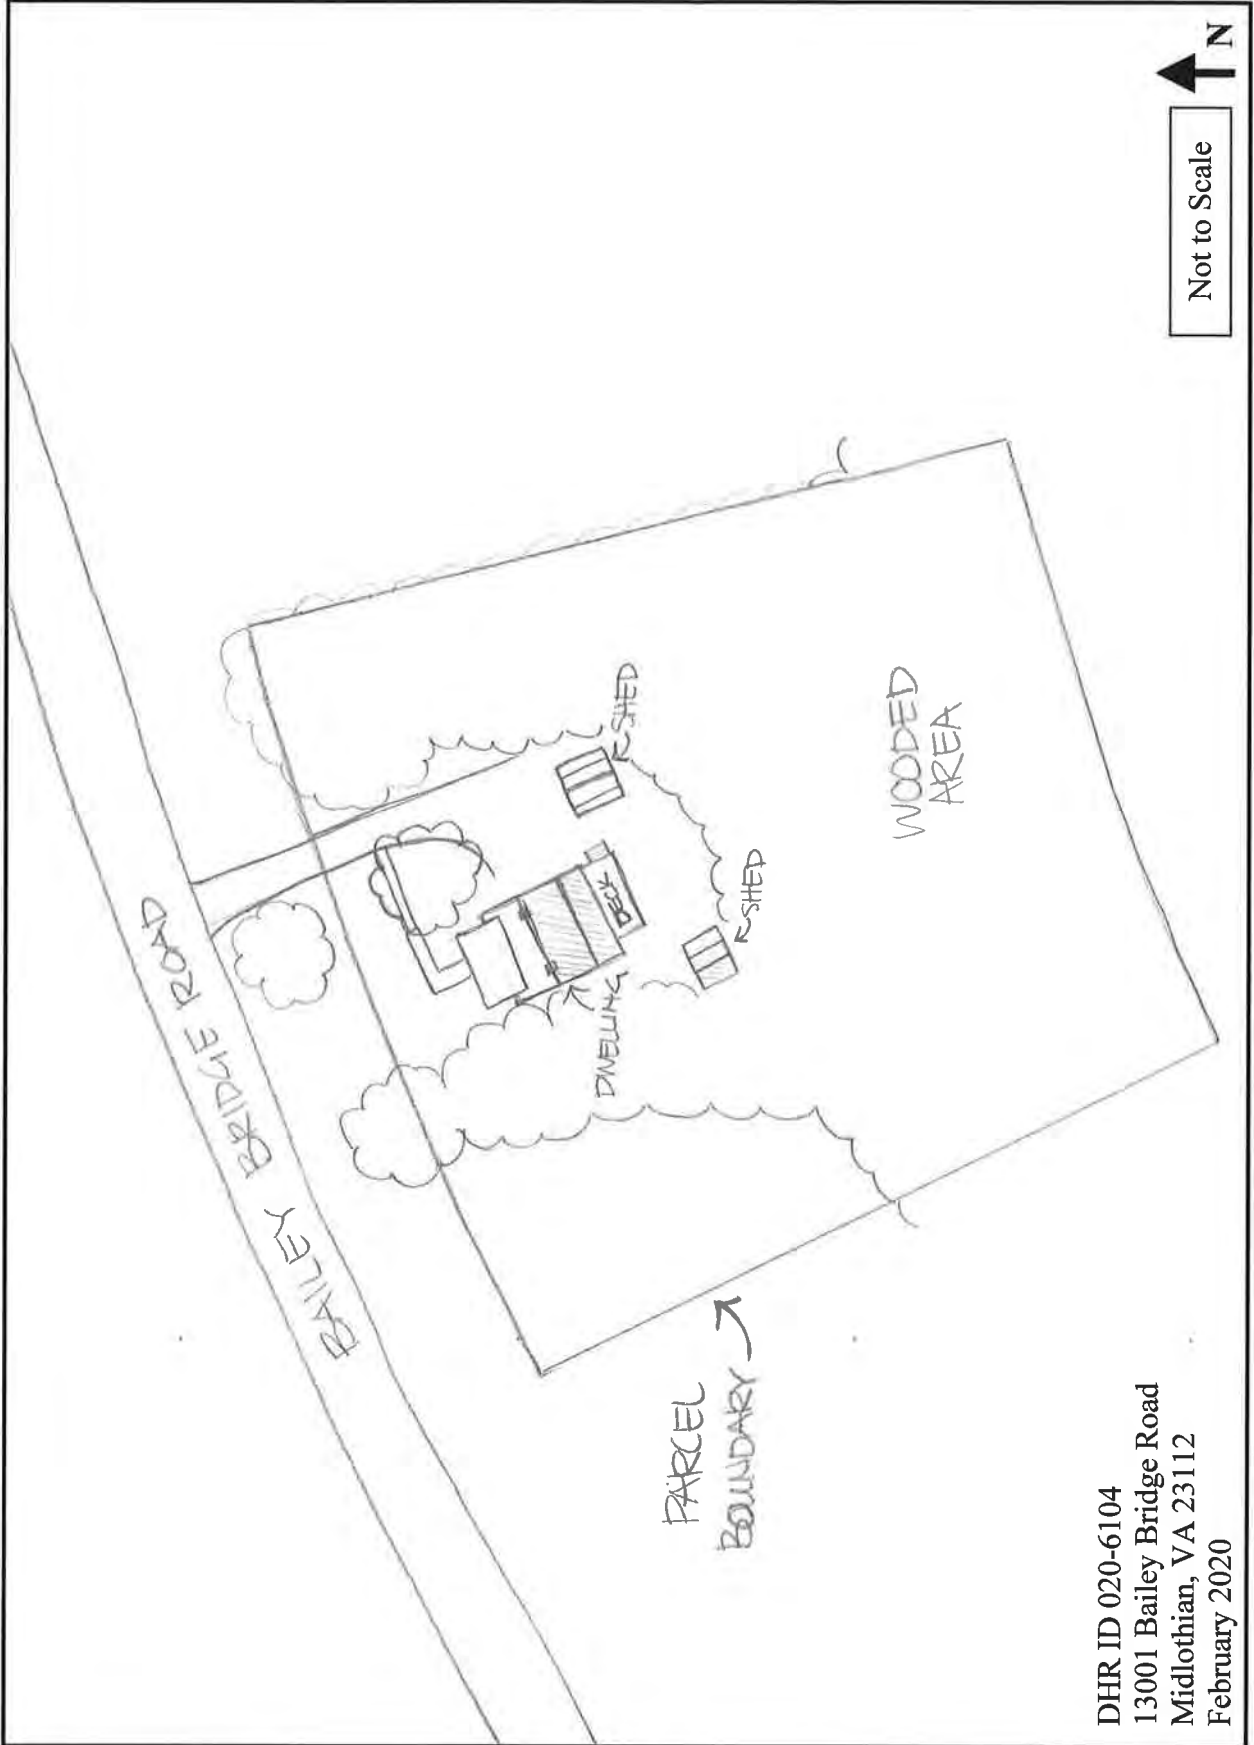 BAILEY BRIDGE ROAD
SHED
DECK
SHED
DWELLING
WOODED
AREA
PARCEL
BOUNDARY
DHR ID 020-6104
13001 Bailey Bridge Road
Midlothian, VA 23112
February 2020
Not to Scale
N